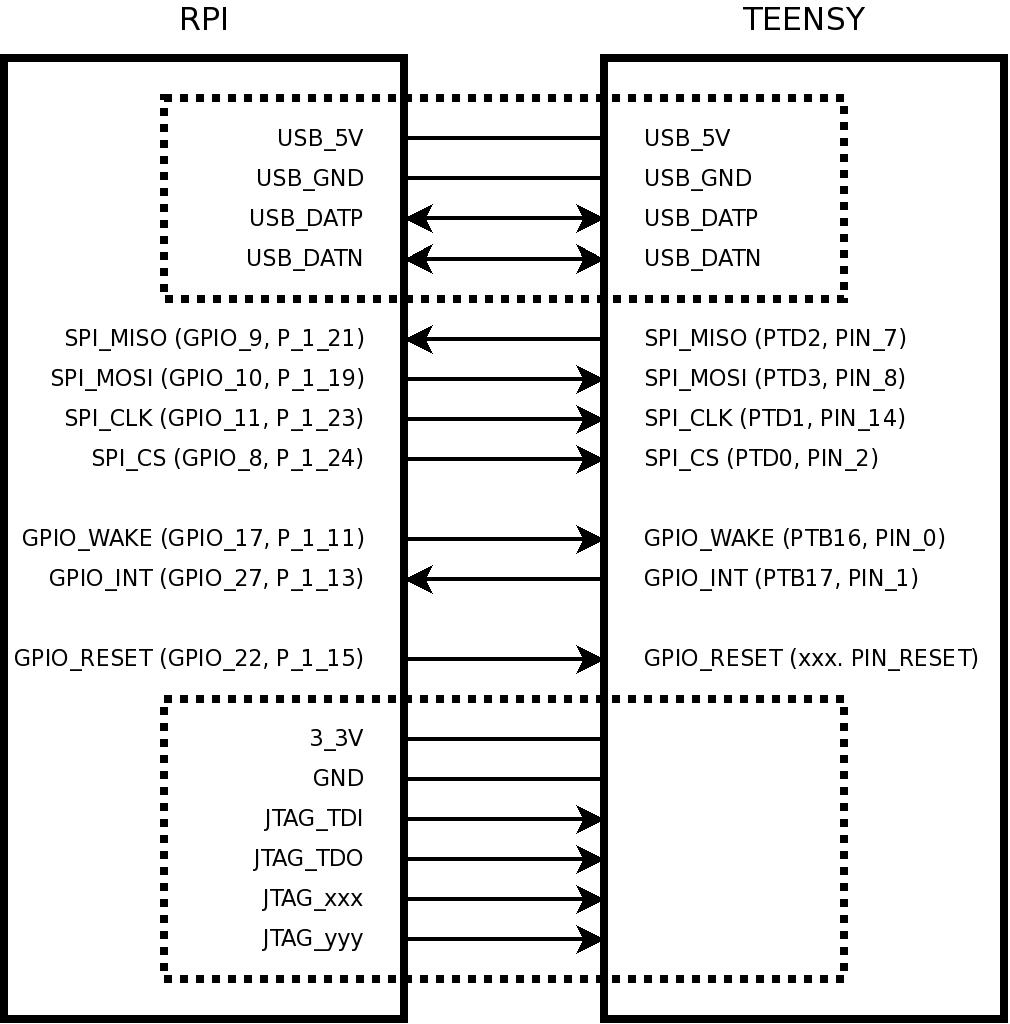 RPI TEENSY
USB_5V USB_5V
USB_GND USB_GND
USB_DATP USB_DATP
USB_DATN USB_DATN
SPI_MISO (GPIO_9, P_1_21) SPI_MISO (PTD2, PIN_7)
SPI_MOSI (GPIO_10, P_1_19) SPI_MOSI (PTD3, PIN_8)
SPI_CLK (GPIO_11, P_1_23) SPI_CLK (PTD1, PIN_14)
SPI_CS (GPIO_8, P_1_24) SPI_CS (PTD0, PIN_2)
GPIO_WAKE (GPIO_17, P_1_11) GPIO_WAKE (PTB16, PIN_0)
GPIO_INT (GPIO_27, P_1_13) GPIO_INT (PTB17, PIN_1)
GPIO_RESET (GPIO_22, P_1_15) GPIO_RESET (xxx. PIN_RESET)
3_3V
GND
JTAG_TDI
JTAG_TDO
JTAG_xxx
JTAG_yyy